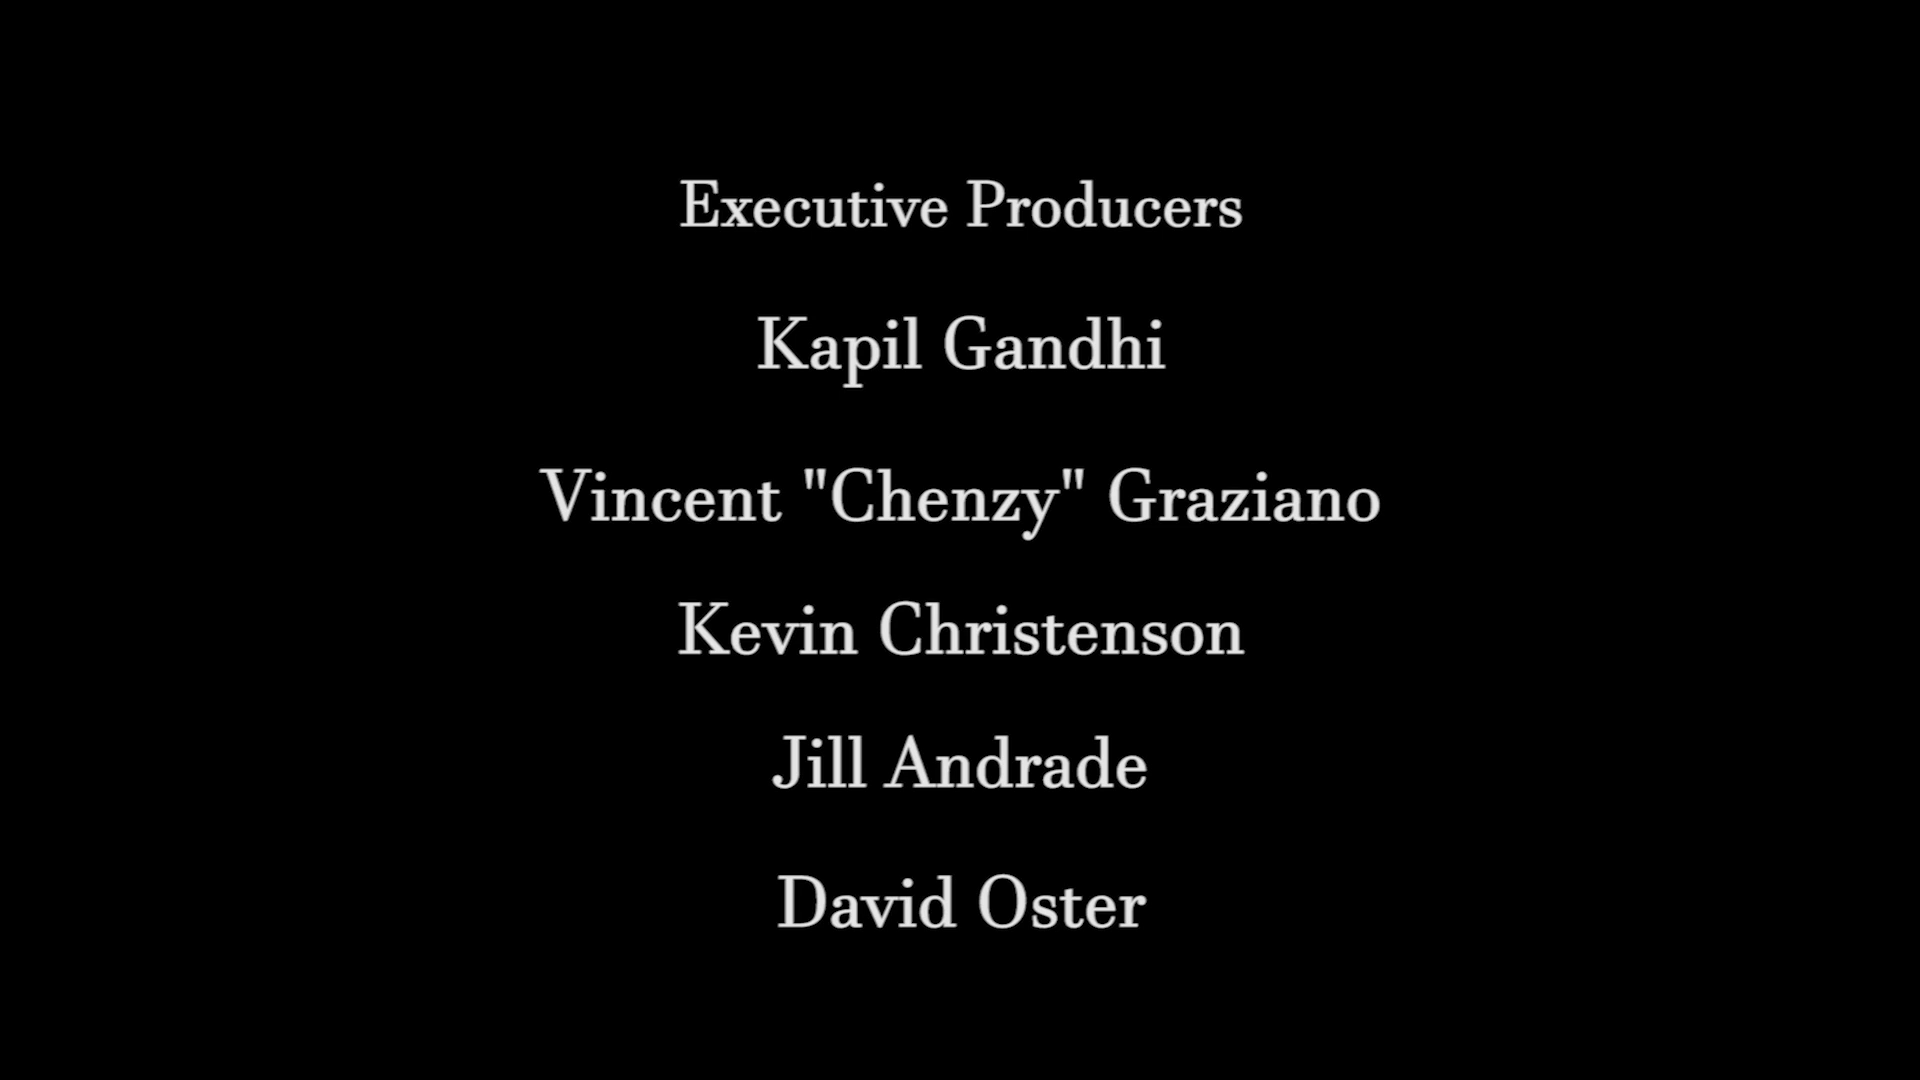 Executive Producers
Kapil Gandhi
Vincent "Chenzy" Graziano
Kevin Christenson
Jill Andrade
David Oster